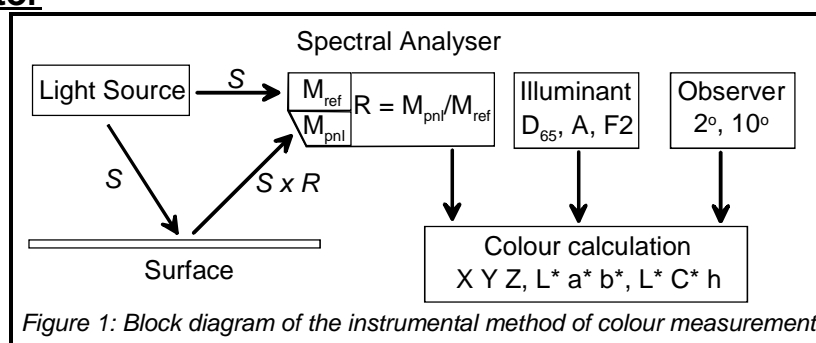 Spectral Analyser
Light Source
S
M_ref
M_pnl
R = M_pnl/M_ref
Illuminant
D_65, A, F2
Observer
2°, 10°
S
S x R
Surface
Colour calculation
X Y Z, L* a* b*, L* C* h
Figure 1: Block diagram of the instrumental method of colour measurement